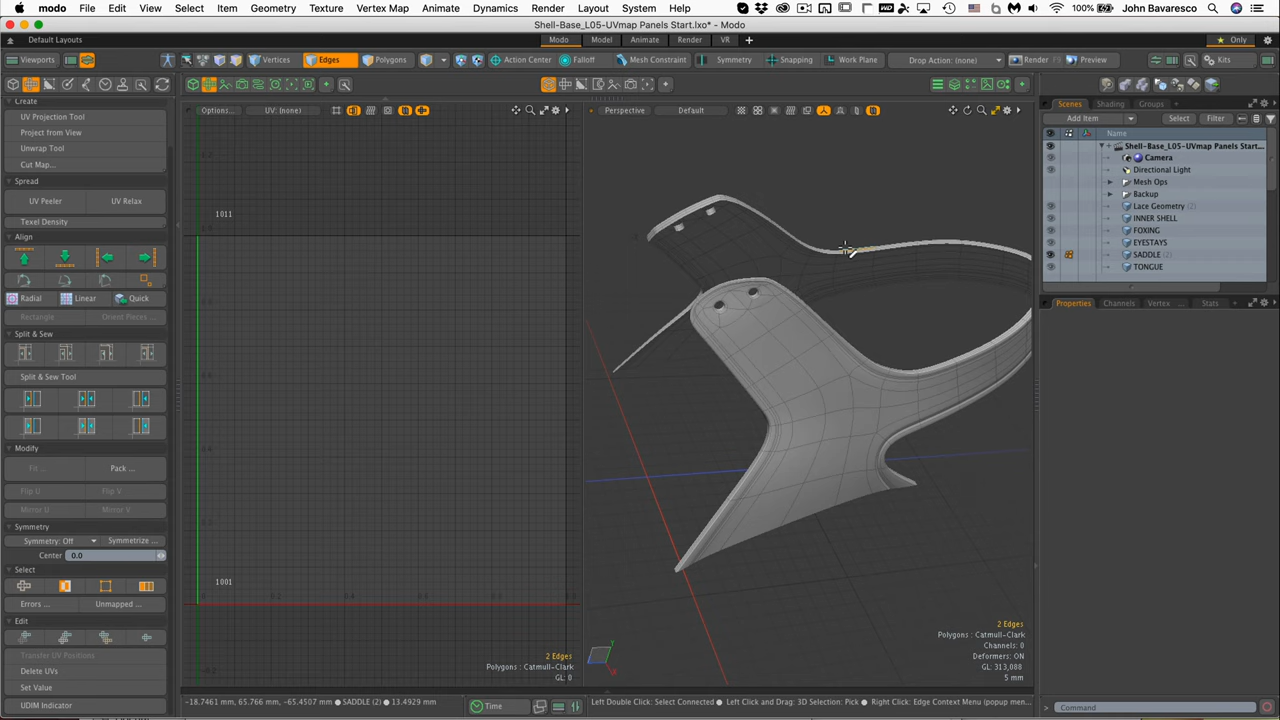 modo File Edit View Select Item Geometry Texture Vertex Map Animate Dynamics Render Layout System Help 100% Fri Aug John Bavaresco
Shell-Base_L05-UVmap Panels Start.lxo* - Modo
Default Layouts Modo Model Animate Render VR Only
Viewports Vertices Edges Polygons Action Center Falloff Mesh Constraint Symmetry Snapping Work Plane Drop Action: (none) Render Preview Kits
Create
UV Projection Tool
Project from View
Unwrap Tool
Cut Map...
Spread
UV Peeler UV Relax
Texel Density
Align
Radial Linear Quick
Rectangle Orient Pieces ...
Split & Sew
Split & Sew Tool
Modify
Fit ... Pack ...
Flip U Flip V
Mirror U Mirror V
Symmetry
Symmetry: Off Symmetrize ...
Center 0.0
Select
Errors ... Unmapped ...
Edit
Transfer UV Positions
Delete UVs
Set Value
UDIM Indicator
Options... UV: (none)
1011
1001
2 Edges
Polygons : Catmull-Clark
GL: 0
Perspective Default
2 Edges
Polygons : Catmull-Clark
Channels: 0
Deformers: ON
GL: 313,088
5 mm
Scenes Shading Groups +
Add Item Select Filter
Name
Shell-Base_L05-UVmap Panels Start...
Camera
Directional Light
Mesh Ops
Backup
Lace Geometry (2)
INNER SHELL
FOXING
EYESTAYS
SADDLE (2)
TONGUE
Properties Channels Vertex ... Stats +
-18.7461 mm, 65.766 mm, -65.4507 mm SADDLE (2) 13.4929 mm Time Left Double Click: Select Connected Left Click and Drag: 3D Selection: Pick Right Click: Edge Context Menu (popup menu...
Command